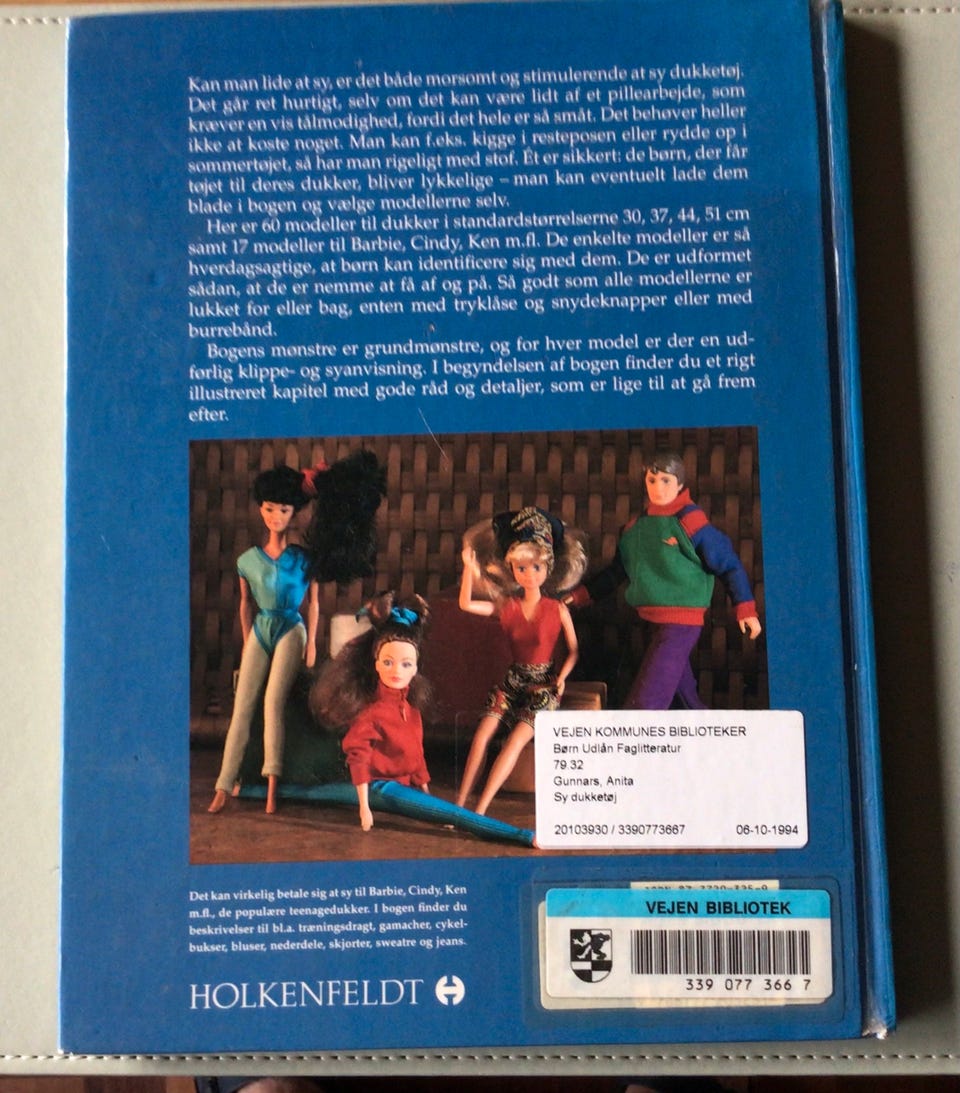 Kan man lide at sy, er det både morsomt og stimulerende at sy dukketøj.
Det går ret hurtigt, selv om det kan være lidt af et pillearbejde, som
kræver en vis tålmodighed, fordi det hele er så småt. Det behøver heller
ikke at koste noget. Man kan f.eks. kigge i resteposen eller rydde op i
sommertøjet, så har man rigeligt med stof. Ét er sikkert: de børn, der får
tøjet til deres dukker, bliver lykkelige – man kan eventuelt lade dem
blade i bogen og vælge modellerne selv.
Her er 60 modeller til dukker i standardstørrelserne 30, 37, 44, 51 cm
samt 17 modeller til Barbie, Cindy, Ken m.fl. De enkelte modeller er så
hverdagsagtige, at børn kan identificere sig med dem. De er udformet
sådan, at de er nemme at få af og på. Så godt som alle modellerne er
lukket for eller bag, enten med tryklåse og snydeknapper eller med
burrebånd.
Bogens mønstre er grundmønstre, og for hver model er der en ud-
førlig klippe- og syanvisning. I begyndelsen af bogen finder du et rigt
illustreret kapitel med gode råd og detaljer, som er lige til at gå frem
efter.
VEJEN KOMMUNES BIBLIOTEKER
Børn Udlån Faglitteratur
79.32
Gunnars, Anita
Sy dukketøj
20103930 / 3390773667 06-10-1994
Det kan virkelig betale sig at sy til Barbie, Cindy, Ken
m.fl., de populære teenagedukker. I bogen finder du
beskrivelser til bl.a. træningsdragt, gamacher, cykel-
bukser, bluser, nederdele, skjorter, sweatre og jeans.
HOLKENFELDT
VEJEN BIBLIOTEK
339 077 366 7